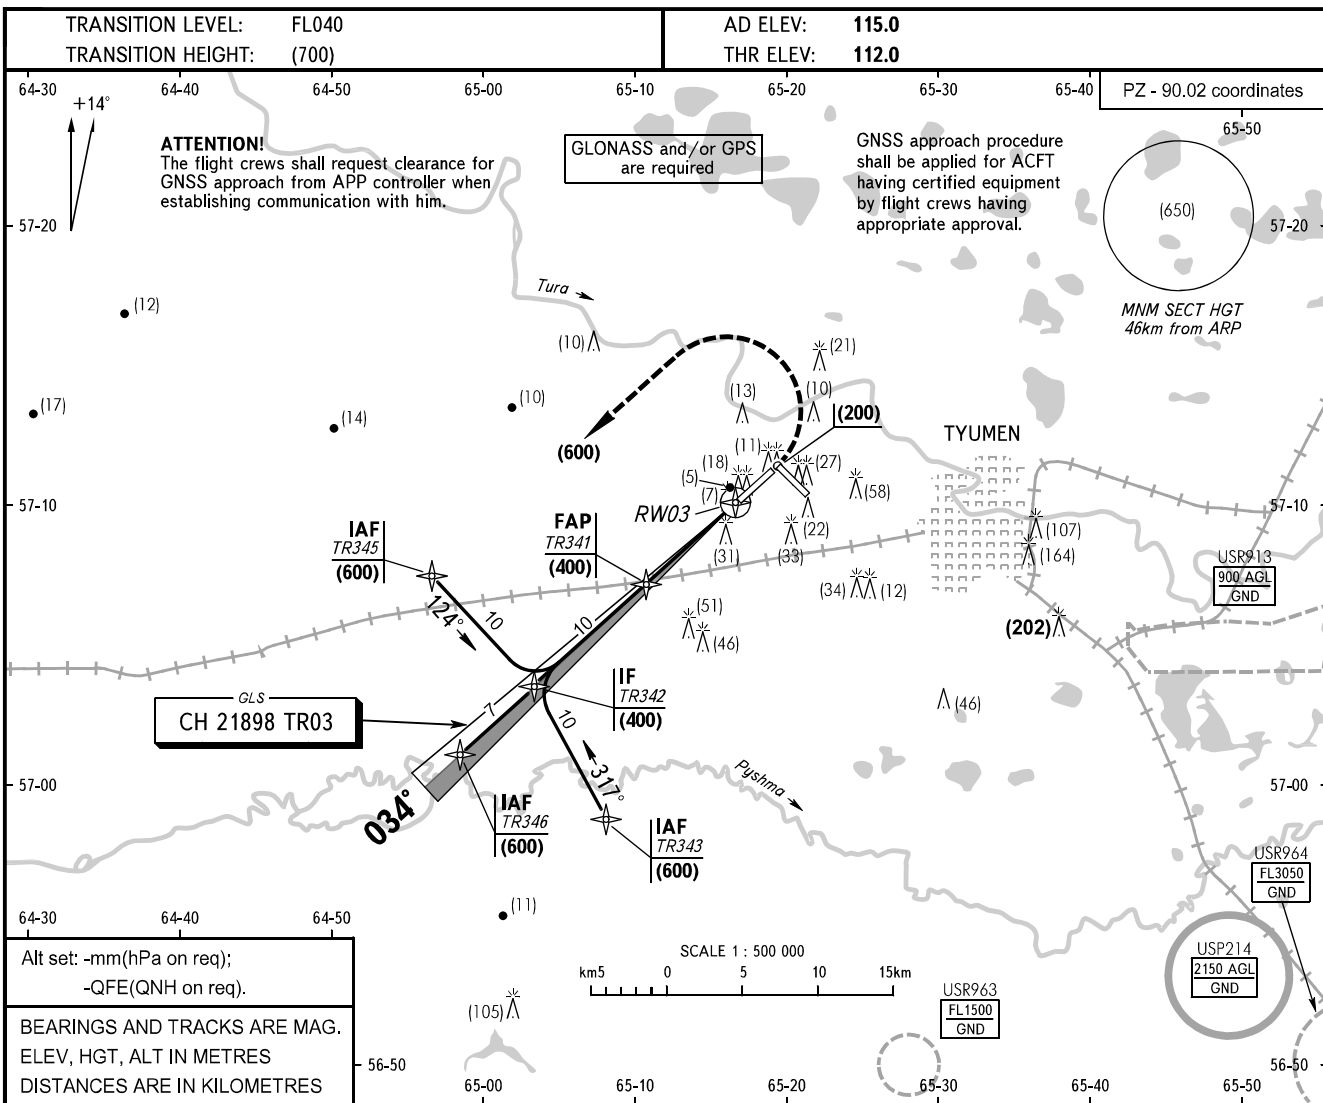 TRANSITION LEVEL: FL040
TRANSITION HEIGHT: (700)
AD ELEV: 115.0
THR ELEV: 112.0
64-30 64-40 64-50 65-00 65-10 65-20 65-30 65-40
PZ - 90.02 coordinates
65-50
+14°
ATTENTION!
The flight crews shall request clearance for
GNSS approach from APP controller when
establishing communication with him.
GLONASS and/or GPS
are required
GNSS approach procedure
shall be applied for ACFT
having certified equipment
by flight crews having
appropriate approval.
(650)
57-20 57-20
MNM SECT HGT
46km from ARP
Tura
(12)
(10)
(21)
(17)
(14)
(10)
(13)
(10)
(200)
TYUMEN
(600)
(11)
(18)
(27)
(5)
(7)
(58)
57-10 57-10
RW03
(22)
(31)
(33)
(107)
(164)
IAF
TR345
(600)
FAP
TR341
(400)
USR913
900 AGL
GND
(34)
(12)
124°
10
10
(51)
(46)
(202)
GLS
CH 21898 TR03
7
IF
TR342
(400)
10
(46)
317°
Pyshma
57-00 57-00
034°
IAF
TR346
(600)
IAF
TR343
(600)
USR964
FL3050
GND
(11)
64-30 64-40 64-50
Alt set: -mm(hPa on req);
-QFE(QNH on req).
SCALE 1 : 500 000
km5 0 5 10 15km
USP214
2150 AGL
GND
USR963
FL1500
GND
(105)
BEARINGS AND TRACKS ARE MAG.
ELEV, HGT, ALT IN METRES
DISTANCES ARE IN KILOMETRES
56-50 56-50
65-00 65-10 65-20 65-30 65-40 65-50